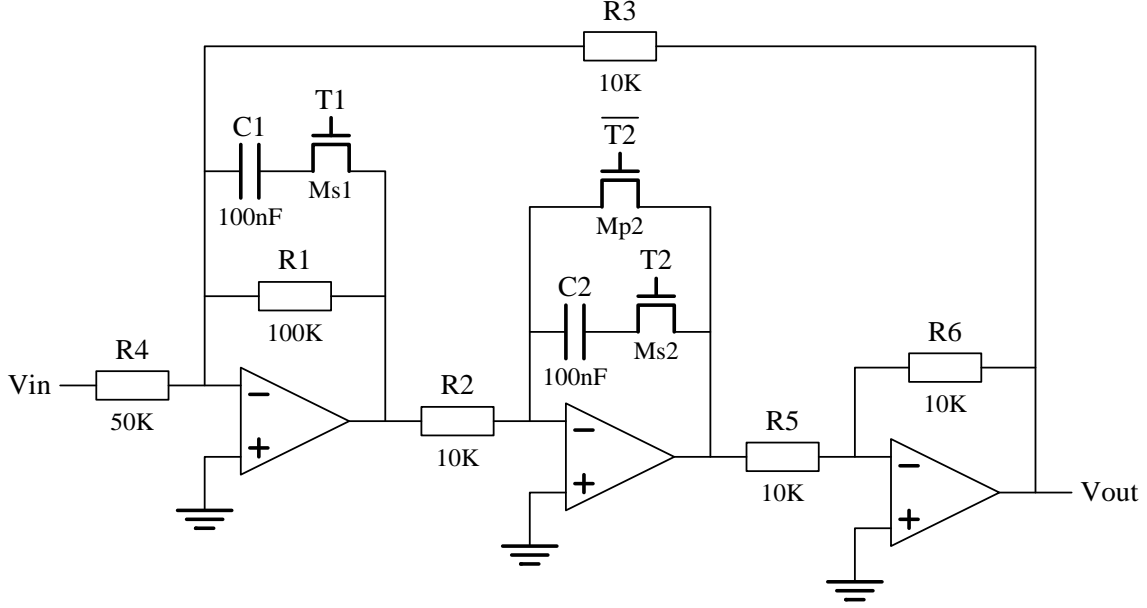 R3
10K
T1
C1
Ms1
100nF
T2
Mp2
R1
100K
T2
C2
Ms2
100nF
R6
10K
R4
Vin
50K
R2
10K
R5
10K
Vout